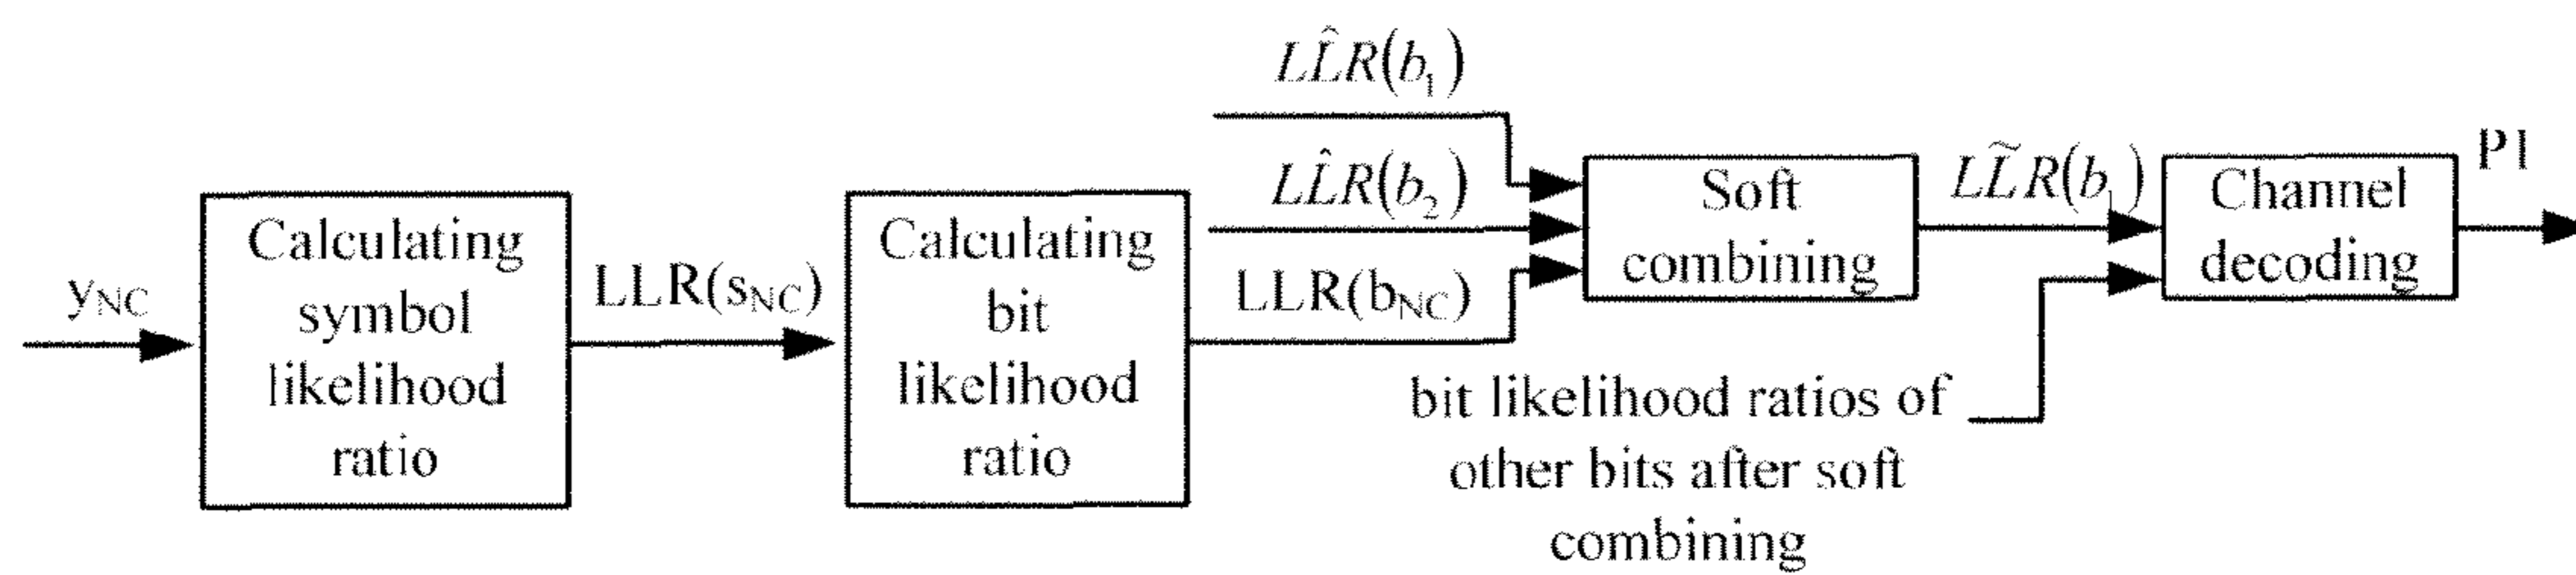 yNC
Calculating
symbol
likelihood
ratio
LLR(sNC)
Calculating
bit
likelihood
ratio
LL̂R(b1)
LL̂R(b2)
LLR(bNC)
Soft
combining
LL̃R(b1)
bit likelihood ratios of
other bits after soft
combining
Channel
decoding
P1